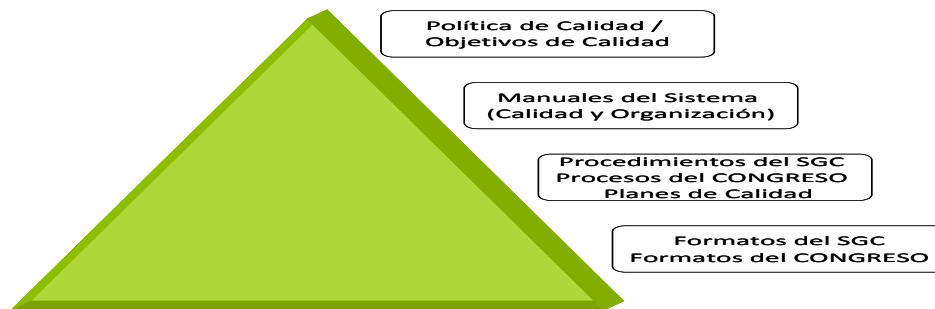 Política de Calidad /
Objetivos de Calidad
Manuales del Sistema
(Calidad y Organización)
Procedimientos del SGC
Procesos del CONGRESO
Planes de Calidad
Formatos del SGC
Formatos del CONGRESO